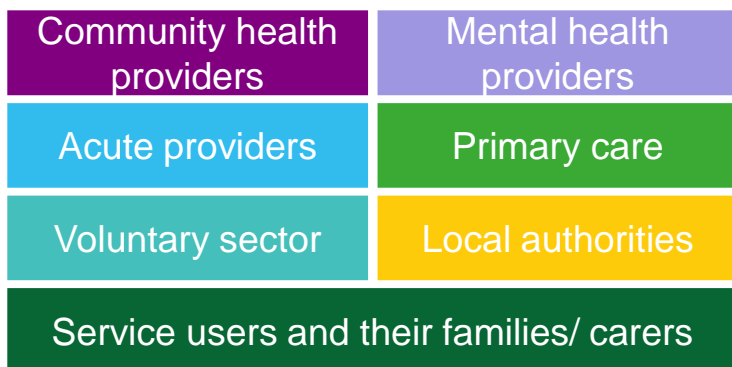 Community health
providers
Mental health
providers
Acute providers
Primary care
Voluntary sector
Local authorities
Service users and their families/ carers